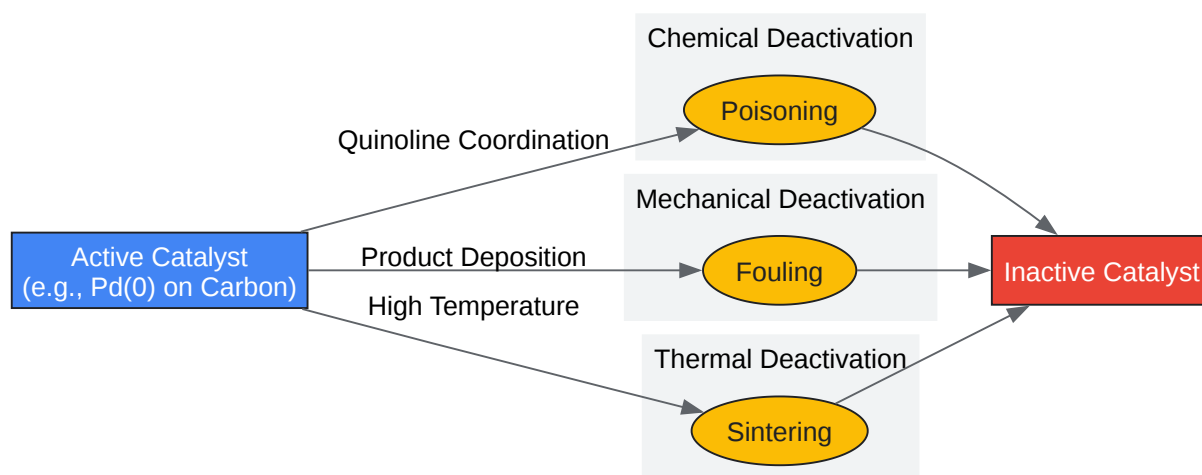 Chemical Deactivation
Poisoning
Quinoline Coordination
Mechanical Deactivation
Active Catalyst
(e.g., Pd(0) on Carbon)
Product Deposition
Fouling
Inactive Catalyst
High Temperature
Thermal Deactivation
Sintering